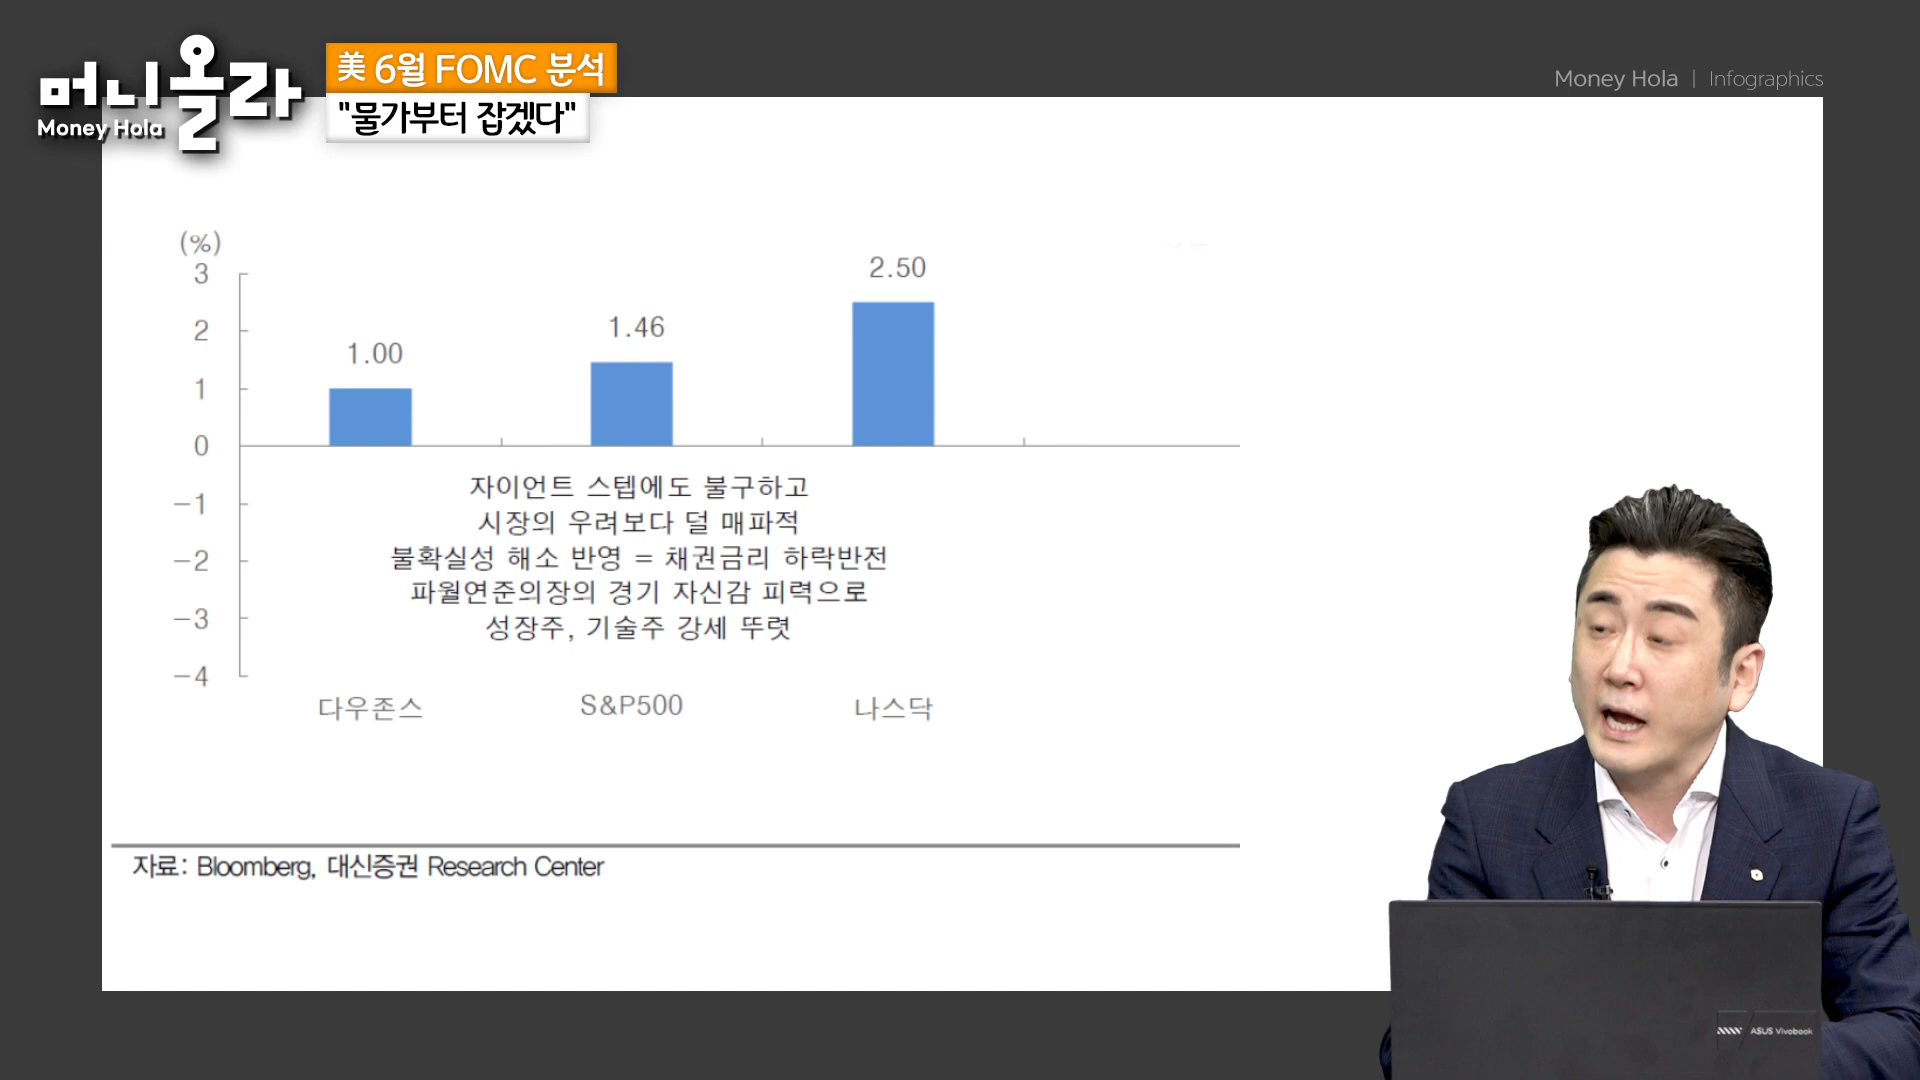 머니올라
Money Hola
美 6월 FOMC 분석
"물가부터 잡겠다"
Money Hola | Infographics
(%)
3
2
1
0
-1
-2
-3
-4
1.00
1.46
2.50
자이언트 스텝에도 불구하고
시장의 우려보다 덜 매파적
불확실성 해소 반영 = 채권금리 하락반전
파월연준의장의 경기 자신감 피력으로
성장주, 기술주 강세 뚜렷
다우존스
S&P500
나스닥
자료: Bloomberg, 대신증권 Research Center
ASUS Vivobook